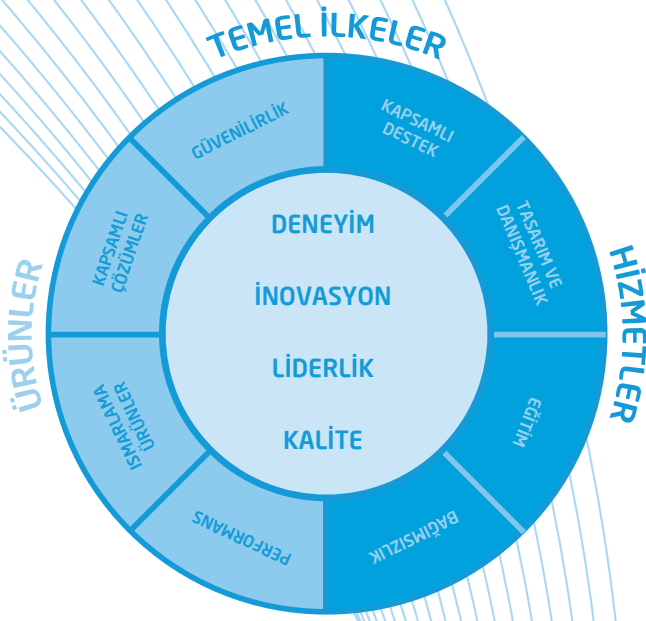 TEMEL İLKELER
GÜVENİLİRLİK
KAPSAMLI
DESTEK
KAPSAMLI
ÇÖZÜMLER
TASARIM VE
DANIŞMANLIK
DENEYİM
İNOVASYON
LİDERLİK
KALİTE
ÜRÜNLER
HİZMETLER
ISMARLAMA
ÜRÜNLER
EĞİTİM
PERFORMANS
BAĞIMSIZLIK